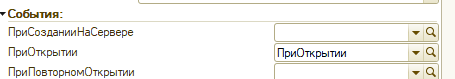 События:
ПриСозданииНаСервере
ПриОткрытии ПриОткрытии
ПриПовторномОткрытии